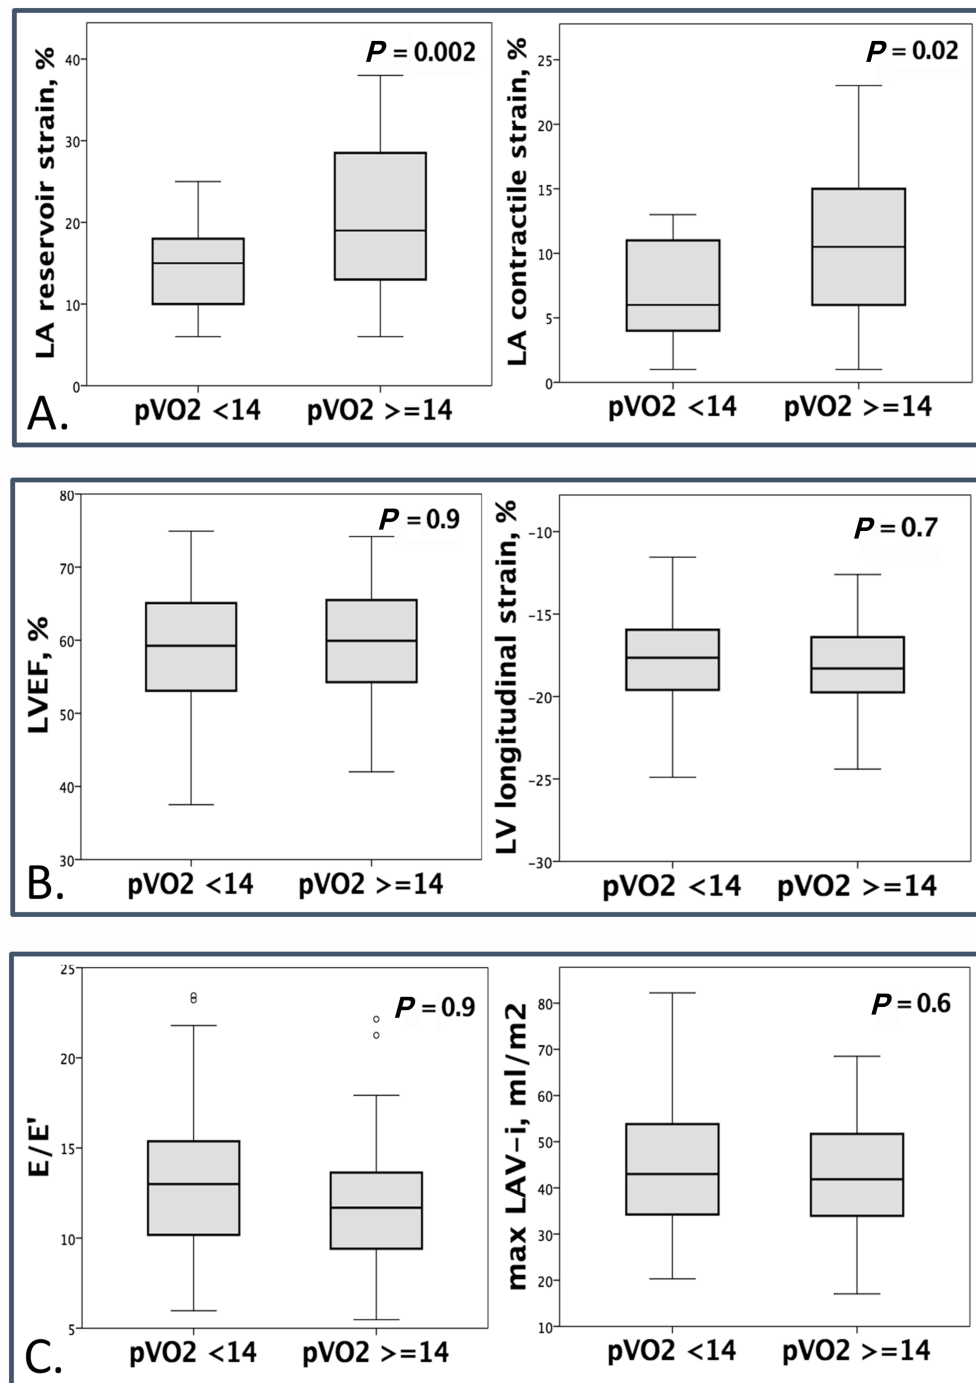 LA reservoir strain, %
40
30
20
10
0
P = 0.002
pVO2 <14
pVO2 >=14
LA contractile strain, %
25
20
15
10
5
0
P = 0.02
pVO2 <14
pVO2 >=14
A.
LVEF, %
80
70
60
50
40
30
P = 0.9
pVO2 <14
pVO2 >=14
LV longitudinal strain, %
-10
-15
-20
-25
-30
P = 0.7
pVO2 <14
pVO2 >=14
B.
E/E'
25
20
15
10
5
P = 0.9
pVO2 <14
pVO2 >=14
max LAV-i, ml/m2
80
70
60
50
40
30
20
10
P = 0.6
pVO2 <14
pVO2 >=14
C.